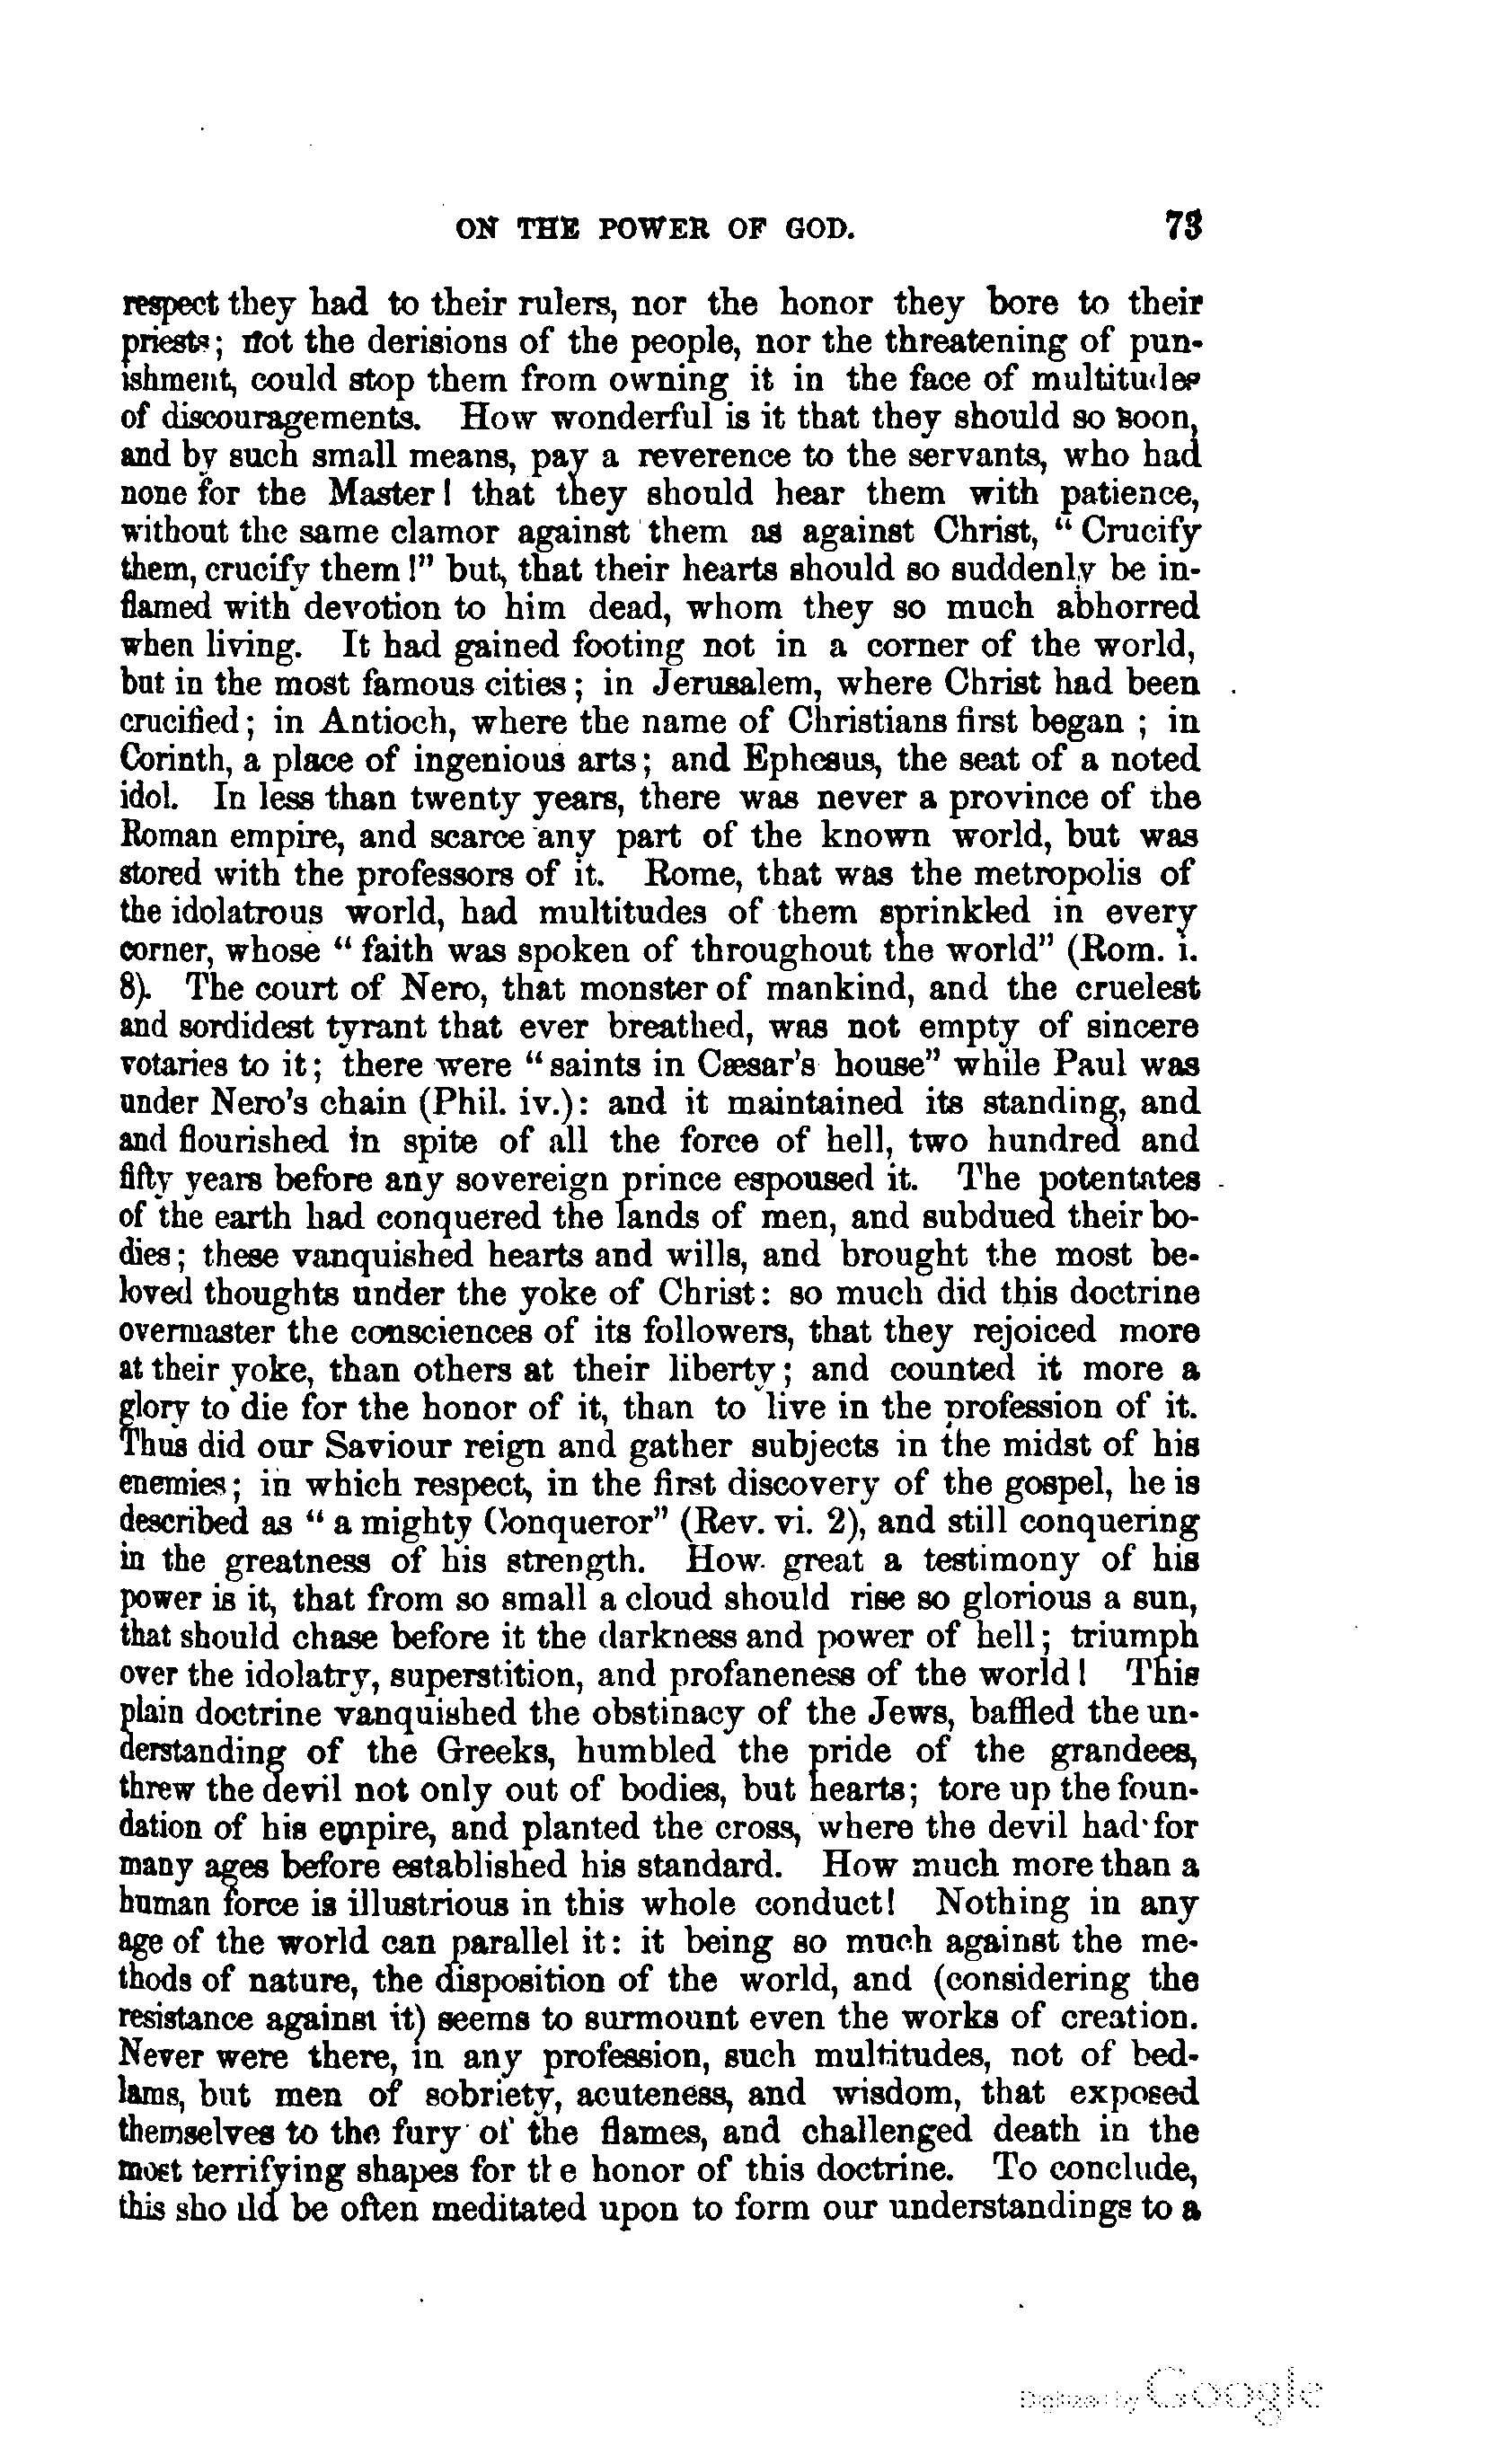 ON THE POWER OF GOD. 73
respect they had to their rulers, nor the honor they bore to their
priests; not the derisions of the people, nor the threatening of pun-
ishment, could stop them from owning it in the face of multitudes
of discouragements. How wonderful is it that they should so soon,
and by such small means, pay a reverence to the servants, who had
none for the Master! that they should hear them with patience,
without the same clamor against them as against Christ, “Crucify
them, crucify them!” but, that their hearts should so suddenly be in-
flamed with devotion to him dead, whom they so much abhorred
when living. It had gained footing not in a corner of the world,
but in the most famous cities; in Jerusalem, where Christ had been
crucified; in Antioch, where the name of Christians first began ; in
Corinth, a place of ingenious arts; and Ephesus, the seat of a noted
idol. In less than twenty years, there was never a province of the
Roman empire, and scarce any part of the known world, but was
stored with the professors of it. Rome, that was the metropolis of
the idolatrous world, had multitudes of them sprinkled in every
corner, whose “faith was spoken of throughout the world” (Rom. i.
8). The court of Nero, that monster of mankind, and the cruelest
and sordidest tyrant that ever breathed, was not empty of sincere
votaries to it; there were “saints in Cæsar's house” while Paul was
under Nero's chain (Phil. iv.): and it maintained its standing, and
and flourished in spite of all the force of hell, two hundred and
fifty years before any sovereign prince espoused it. The potentates
of the earth had conquered the lands of men, and subdued their bo-
dies; these vanquished hearts and wills, and brought the most be-
loved thoughts under the yoke of Christ: so much did this doctrine
overmaster the consciences of its followers, that they rejoiced more
at their yoke, than others at their liberty; and counted it more a
glory to die for the honor of it, than to live in the profession of it.
Thus did our Saviour reign and gather subjects in the midst of his
enemies; in which respect, in the first discovery of the gospel, he is
described as “a mighty Conqueror” (Rev. vi. 2), and still conquering
in the greatness of his strength. How great a testimony of his
power is it, that from so small a cloud should rise so glorious a sun,
that should chase before it the darkness and power of hell; triumph
over the idolatry, superstition, and profaneness of the world! This
plain doctrine vanquished the obstinacy of the Jews, baffled the un-
derstanding of the Greeks, humbled the pride of the grandees,
threw the devil not only out of bodies, but hearts; tore up the foun-
dation of his empire, and planted the cross, where the devil had for
many ages before established his standard. How much more than a
human force is illustrious in this whole conduct! Nothing in any
age of the world can parallel it: it being so much against the me-
thods of nature, the disposition of the world, and (considering the
resistance against it) seems to surmount even the works of creation.
Never were there, in any profession, such multitudes, not of bed-
lams, but men of sobriety, acuteness, and wisdom, that exposed
themselves to the fury of the flames, and challenged death in the
most terrifying shapes for the honor of this doctrine. To conclude,
this should be often meditated upon to form our understandings to a
Digitized by Google